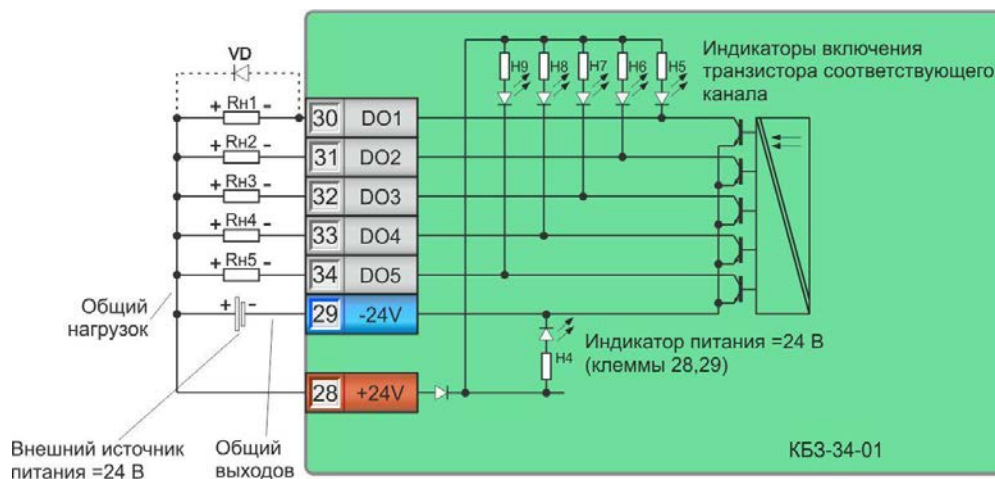 VD
H9 H8 H7 H6 H5
Индикаторы включения
транзистора соответствующего
канала
+ Rн1 -
30 DO1
+ Rн2 -
31 DO2
+ Rн3 -
32 DO3
+ Rн4 -
33 DO4
+ Rн5 -
34 DO5
Общий
нагрузок
+ -
29 -24V
H4
Индикатор питания =24 В
(клеммы 28,29)
28 +24V
Внешний источник
питания =24 В
Общий
выходов
КБЗ-34-01